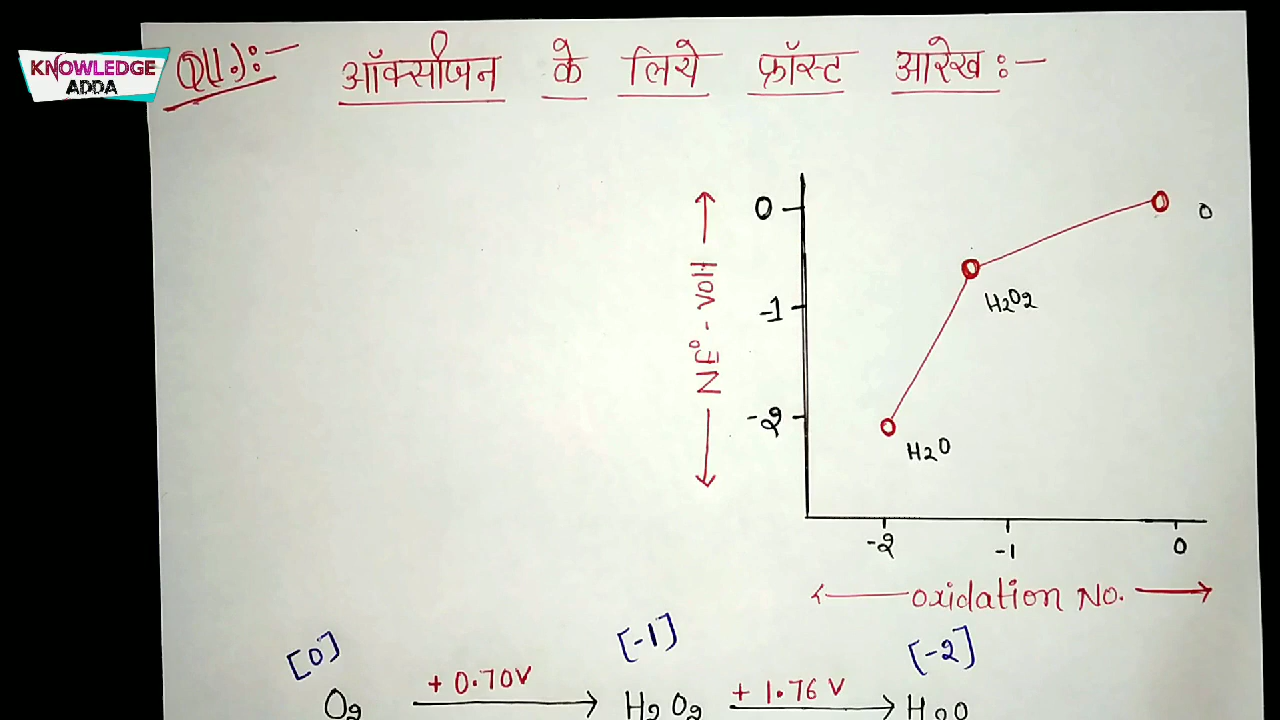 KNOWLEDGE
ADDA
Q11.):-
ऑक्सीजन के लिये फ्रॉस्ट आरेख :-
0
-1
-2
NE° - Volt
O
H2O2
H2O
-2 -1 0
Oxidation No.
[0] [-1] [-2]
O2 + 0.70V H2O2 + 1.76 V H2O